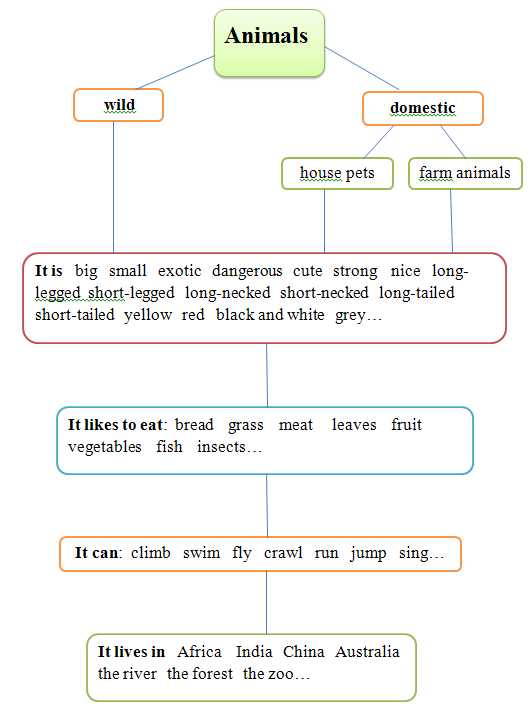 Animals
wild
domestic
house pets
farm animals
It is big small exotic dangerous cute strong nice long-
legged short-legged long-necked short-necked long-tailed
short-tailed yellow red black and white grey…
It likes to eat: bread grass meat leaves fruit
vegetables fish insects…
It can: climb swim fly crawl run jump sing…
It lives in Africa India China Australia
the river the forest the zoo…